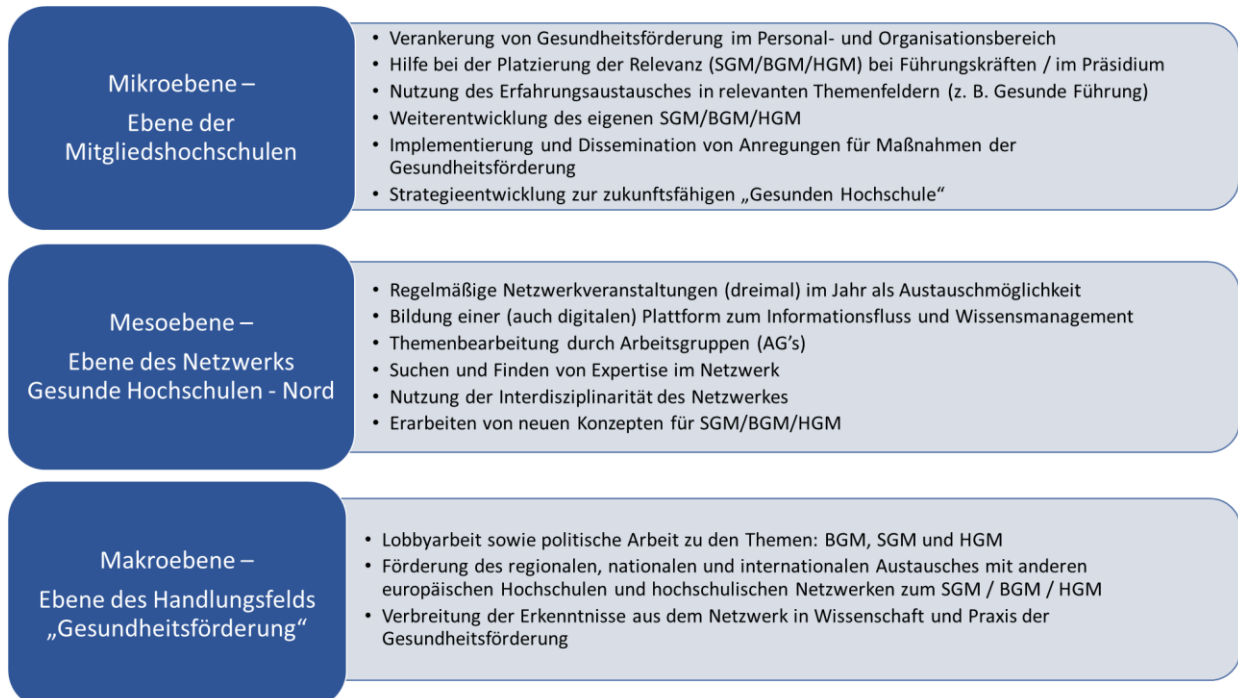 Mikroebene –
Ebene der
Mitgliedshochschulen
• Verankerung von Gesundheitsförderung im Personal- und Organisationsbereich
• Hilfe bei der Platzierung der Relevanz (SGM/BGM/HGM) bei Führungskräften / im Präsidium
• Nutzung des Erfahrungsaustausches in relevanten Themenfeldern (z. B. Gesunde Führung)
• Weiterentwicklung des eigenen SGM/BGM/HGM
• Implementierung und Dissemination von Anregungen für Maßnahmen der
Gesundheitsförderung
• Strategieentwicklung zur zukunftsfähigen „Gesunden Hochschule“
Mesoebene –
Ebene des Netzwerks
Gesunde Hochschulen - Nord
• Regelmäßige Netzwerkveranstaltungen (dreimal) im Jahr als Austauschmöglichkeit
• Bildung einer (auch digitalen) Plattform zum Informationsfluss und Wissensmanagement
• Themenbearbeitung durch Arbeitsgruppen (AG’s)
• Suchen und Finden von Expertise im Netzwerk
• Nutzung der Interdisziplinarität des Netzwerkes
• Erarbeiten von neuen Konzepten für SGM/BGM/HGM
Makroebene –
Ebene des Handlungsfelds
„Gesundheitsförderung“
• Lobbyarbeit sowie politische Arbeit zu den Themen: BGM, SGM und HGM
• Förderung des regionalen, nationalen und internationalen Austausches mit anderen
europäischen Hochschulen und hochschulischen Netzwerken zum SGM / BGM / HGM
• Verbreitung der Erkenntnisse aus dem Netzwerk in Wissenschaft und Praxis der
Gesundheitsförderung